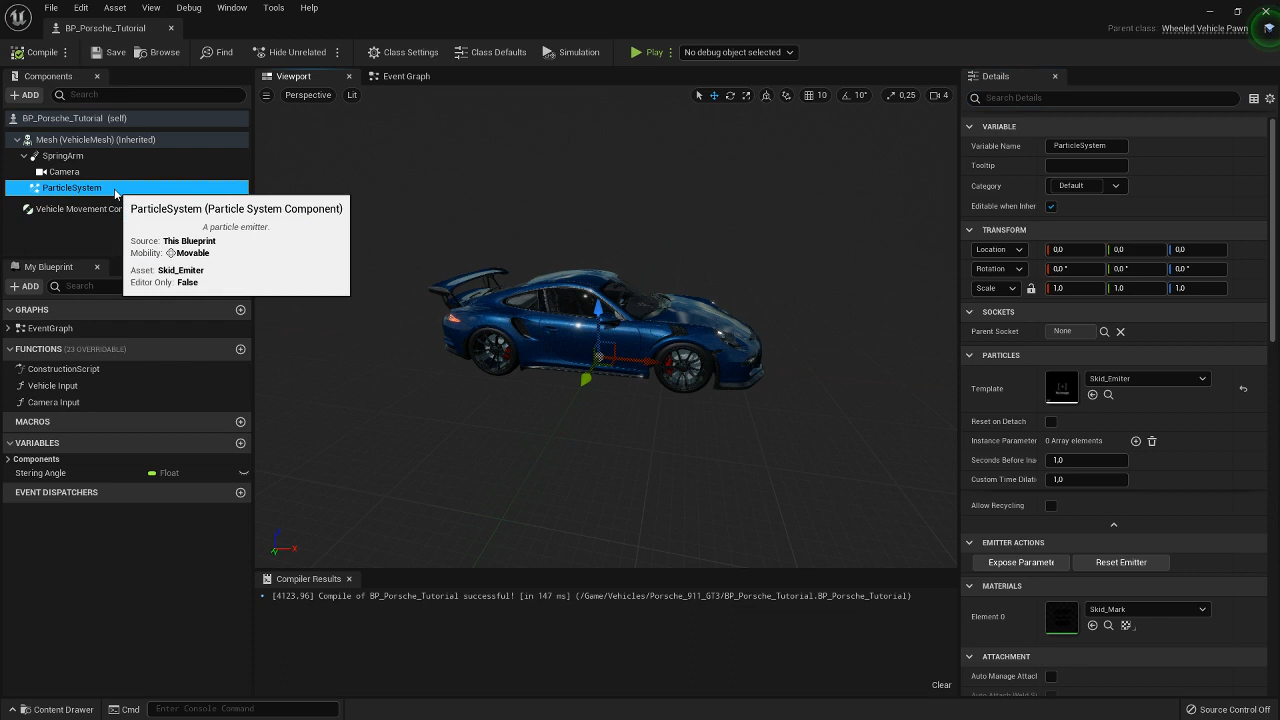 File Edit Asset View Debug Window Tools Help
BP_Porsche_Tutorial
Parent class: Wheeled Vehicle Pawn
Compile Save Browse Find Hide Unrelated Class Settings Class Defaults Simulation Play No debug object selected
Components
ADD Search
BP_Porsche_Tutorial (self)
Mesh (VehicleMesh) (Inherited)
SpringArm
Camera
ParticleSystem
Vehicle Movement Con
ParticleSystem (Particle System Component)
A particle emitter.
Source: This Blueprint
Mobility: Movable
Asset: Skid_Emiter
Editor Only: False
My Blueprint
ADD Search
GRAPHS
EventGraph
FUNCTIONS (23 OVERRIDABLE)
ConstructionScript
Vehicle Input
Camera Input
MACROS
VARIABLES
Components
Stering Angle Float
EVENT DISPATCHERS
Viewport Event Graph
Perspective Lit 10 10° 0,25 4
X
Compiler Results
[4123.96] Compile of BP_Porsche_Tutorial successful! [in 147 ms] (/Game/Vehicles/Porsche_911_GT3/BP_Porsche_Tutorial.BP_Porsche_Tutorial)
Clear
Details
Search Details
VARIABLE
Variable Name ParticleSystem
Tooltip
Category Default
Editable when Inher
TRANSFORM
Location 0,0 0,0 0,0
Rotation 0,0 ° 0,0 ° 0,0 °
Scale 1,0 1,0 1,0
SOCKETS
Parent Socket None
PARTICLES
Template Skid_Emiter
Reset on Detach
Instance Parameter 0 Array elements
Seconds Before Ina 1,0
Custom Time Dilati 1,0
Allow Recycling
EMITTER ACTIONS
Expose Paramete Reset Emitter
MATERIALS
Element 0 Skid_Mark
ATTACHMENT
Auto Manage Attacl
Content Drawer Cmd Enter Console Command
Source Control Off